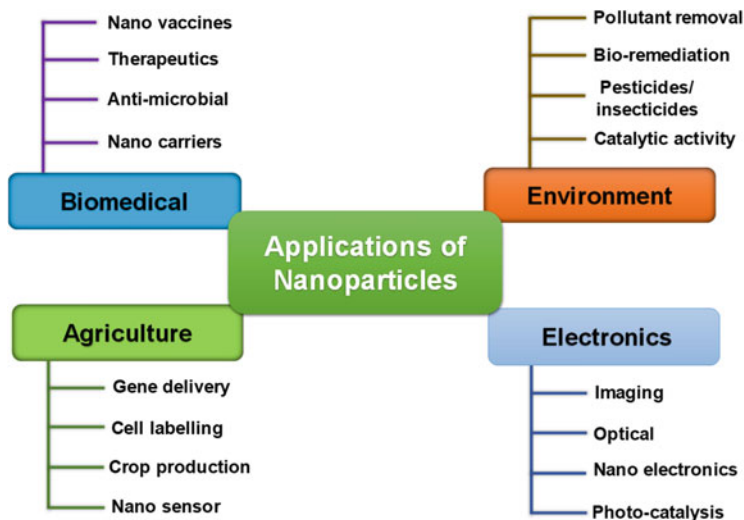 Nano vaccines
Therapeutics
Anti-microbial
Nano carriers
Biomedical
Pollutant removal
Bio-remediation
Pesticides/
insecticides
Catalytic activity
Environment
Applications of
Nanoparticles
Agriculture
Gene delivery
Cell labelling
Crop production
Nano sensor
Electronics
Imaging
Optical
Nano electronics
Photo-catalysis